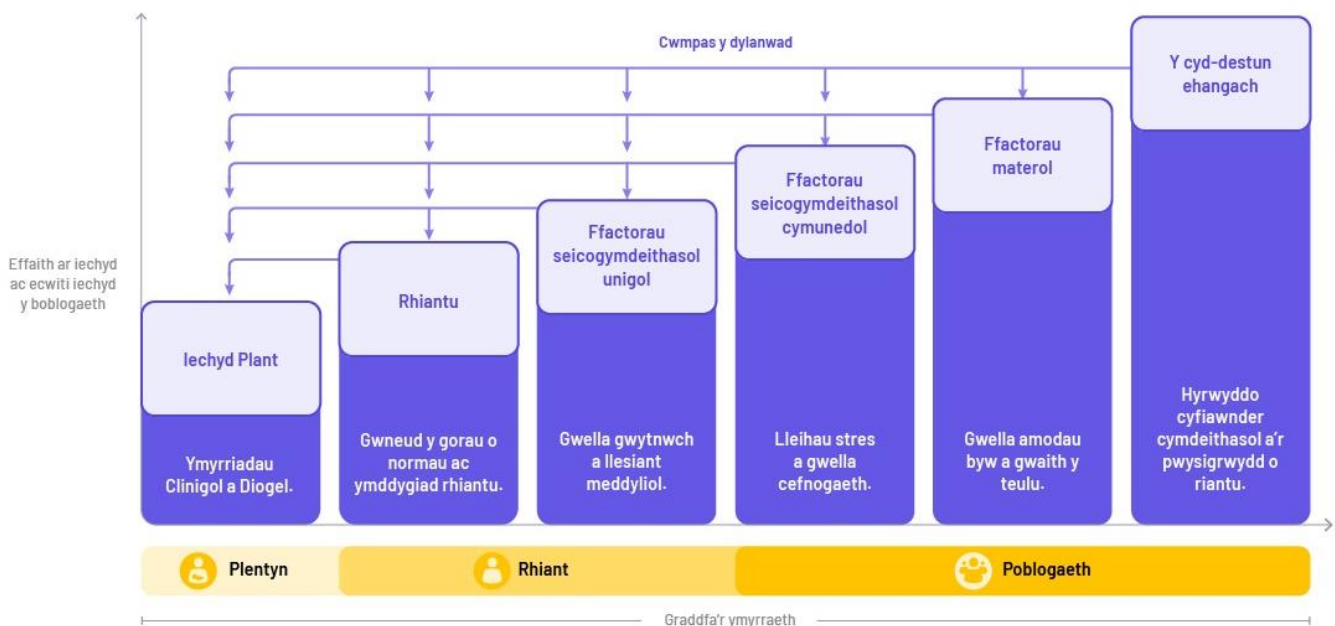 Cwmpas y dylanwad
Y cyd-destun
ehangach
Ffactorau
materol
Ffactorau
seicogymdeithasol
cymunedol
Ffactorau
seicogymdeithasol
unigol
Rhiantu
Iechyd Plant
Effaith ar iechyd
ac ecwiti iechyd
y boblogaeth
Ymyrriadau
Clinigol a Diogel.
Gwneud y gorau o
normau ac
ymddygiad rhiantu.
Gwella gwytnwch
a llesiant
meddyliol.
Lleihau stres
a gwella
cefnogaeth.
Gwella amodau
byw a gwaith y
teulu.
Hyrwyddo
cyfiawnder
cymdeithasol a'r
pwysigrwydd o
riantu.
Plentyn
Rhiant
Poblogaeth
Graddfa'r ymyrraeth